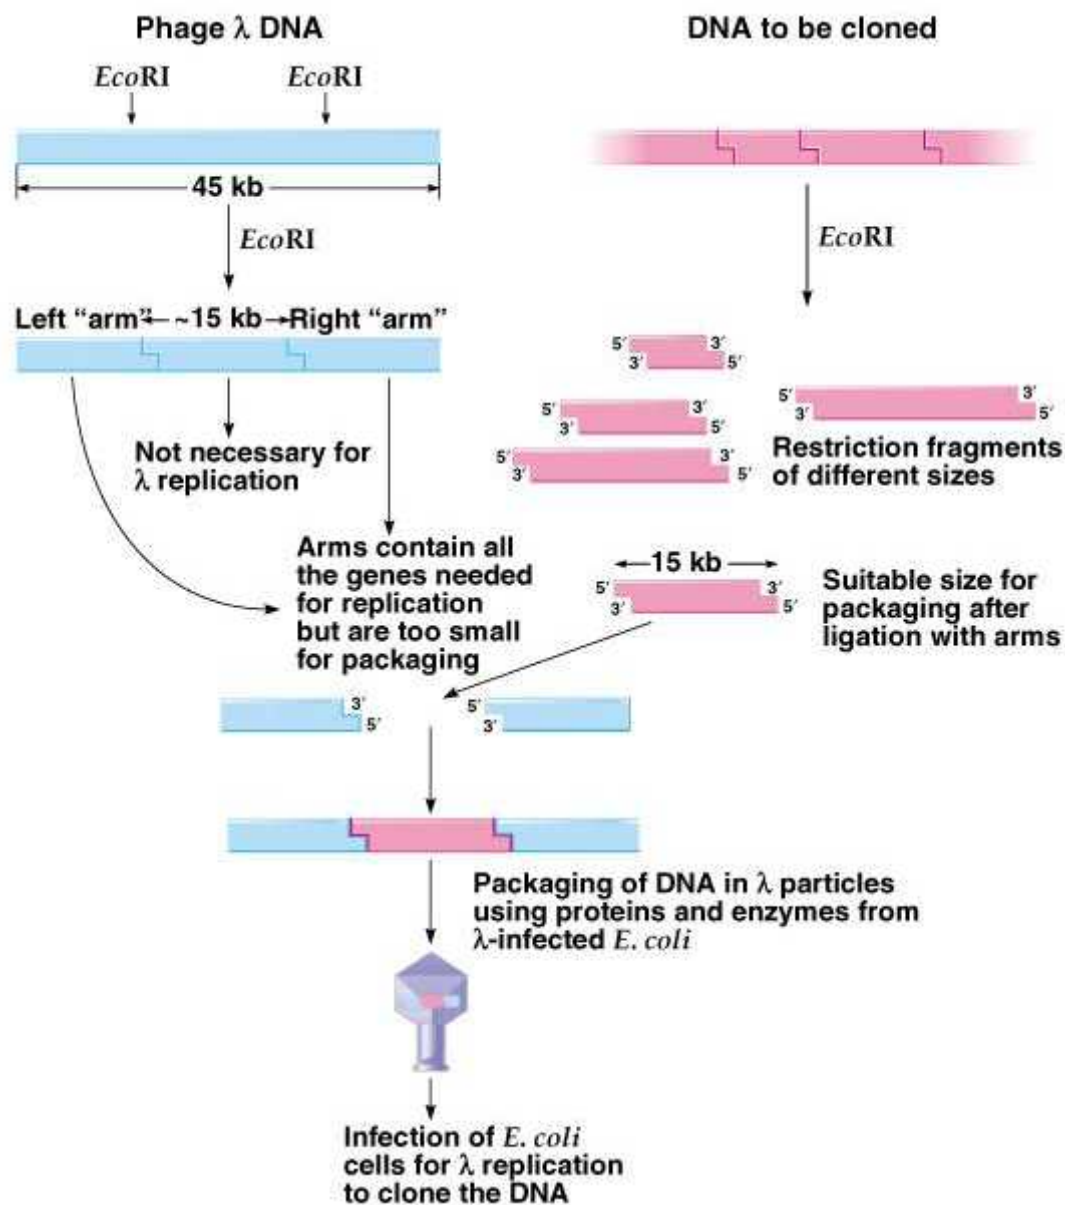 Phage λ DNA
DNA to be cloned
EcoRI
EcoRI
45 kb
EcoRI
EcoRI
Left “arm”
~15 kb
Right “arm”
5′
3′
3′
5′
5′
3′
3′
5′
5′
3′
3′
5′
5′
3′
3′
5′
Not necessary for
λ replication
Restriction fragments
of different sizes
Arms contain all
the genes needed
for replication
but are too small
for packaging
15 kb
5′
3′
3′
5′
Suitable size for
packaging after
ligation with arms
3′
5′
5′
3′
Packaging of DNA in λ particles
using proteins and enzymes from
λ-infected E. coli
Infection of E. coli
cells for λ replication
to clone the DNA